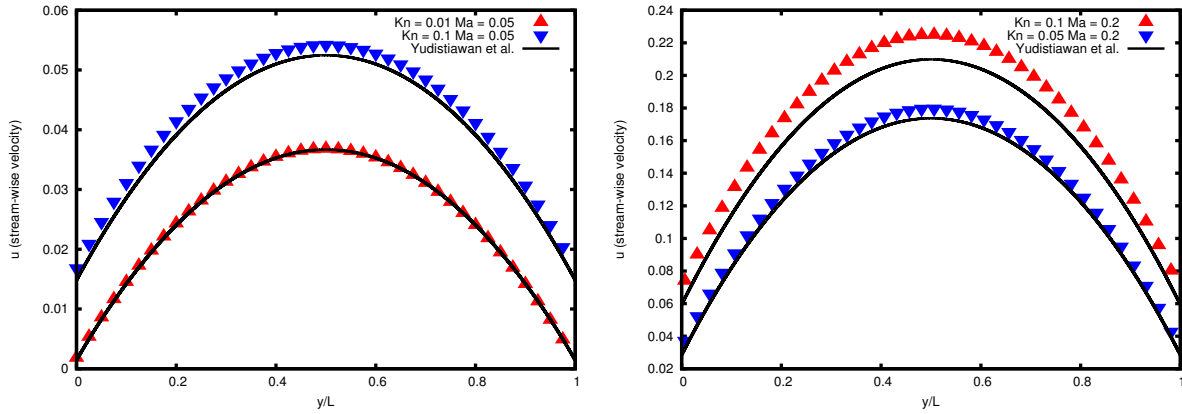 Kn = 0.01 Ma = 0.05
Kn = 0.1 Ma = 0.05
Yudistiawan et al.
0.06
0.05
0.04
0.03
0.02
0.01
0
u (stream-wise velocity)
0 0.2 0.4 0.6 0.8 1
y/L
Kn = 0.1 Ma = 0.2
Kn = 0.05 Ma = 0.2
Yudistiawan et al.
0.24
0.22
0.20
0.18
0.16
0.14
0.12
0.10
0.08
0.06
0.04
0.02
u (stream-wise velocity)
0 0.2 0.4 0.6 0.8 1
y/L